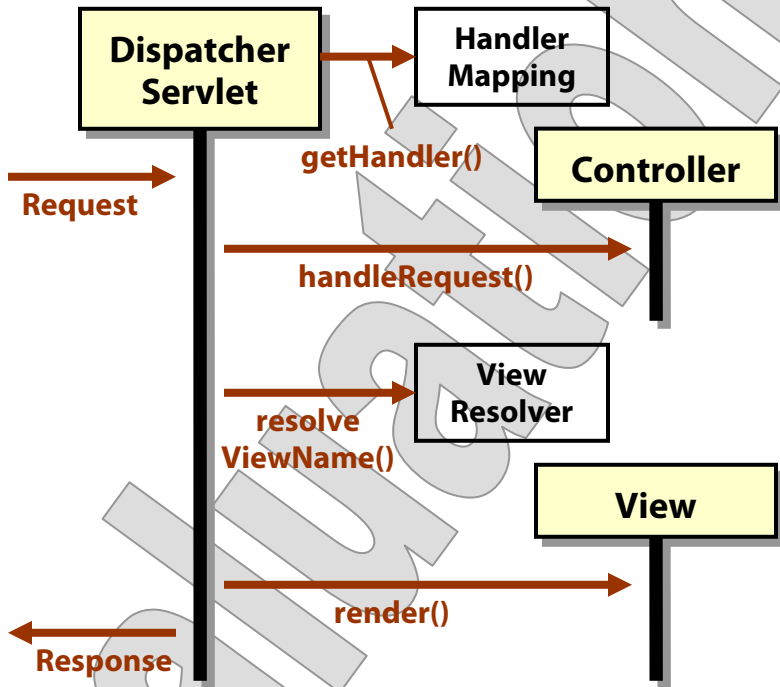 Dispatcher
Servlet
Handler
Mapping
getHandler()
Controller
Request
handleRequest()
View
Resolver
resolve
ViewName()
View
render()
Response